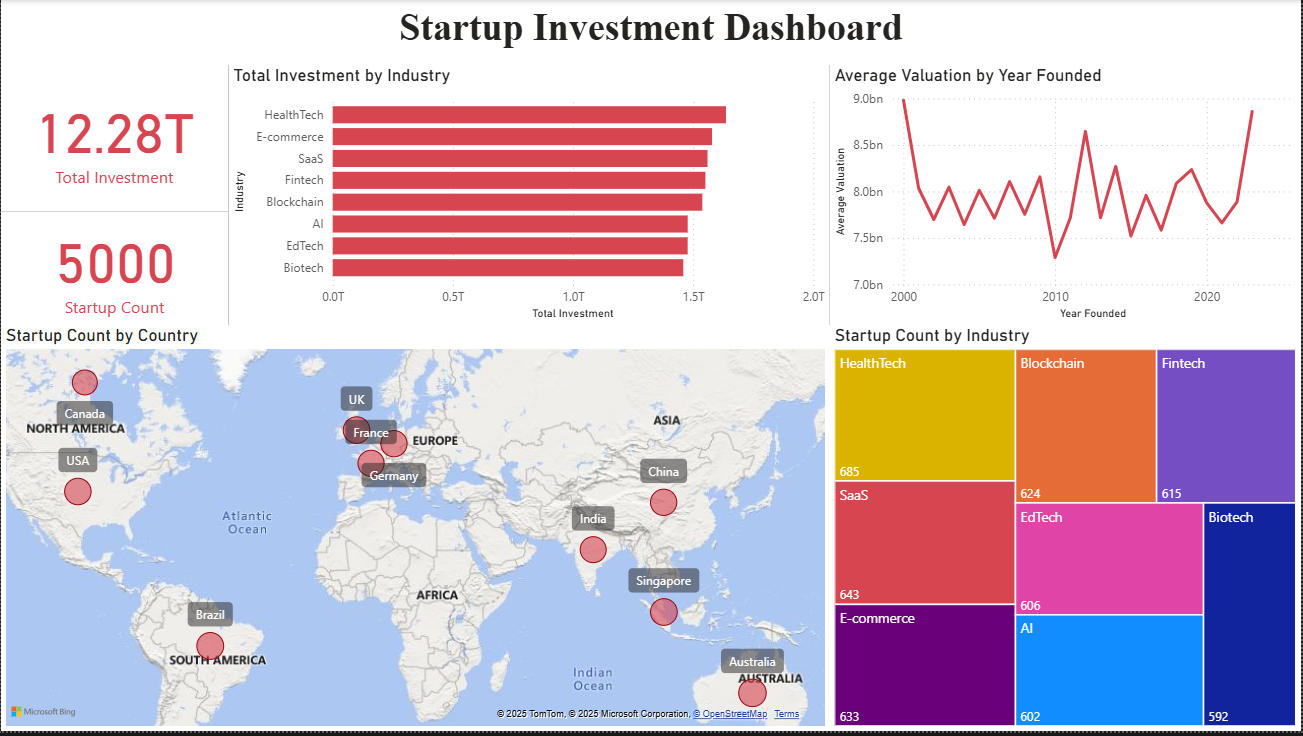 Startup Investment Dashboard
12.28T
Total Investment
5000
Startup Count
Total Investment by Industry
Industry
HealthTech
E-commerce
SaaS
Fintech
Blockchain
AI
EdTech
Biotech
0.0T 0.5T 1.0T 1.5T 2.0T
Total Investment
Average Valuation by Year Founded
Average Valuation
9.0bn
8.5bn
8.0bn
7.5bn
7.0bn
2000 2010 2020
Year Founded
Startup Count by Country
Canada
NORTH AMERICA
USA
UK
France
EUROPE
Germany
ASIA
China
India
Atlantic
Ocean
Singapore
AFRICA
Brazil
SOUTH AMERICA
Indian
Ocean
Australia
AUSTRALIA
Microsoft Bing
© 2025 TomTom, © 2025 Microsoft Corporation, © OpenStreetMap Terms
Startup Count by Industry
HealthTech
685
SaaS
643
E-commerce
633
Blockchain
624
Fintech
615
EdTech
606
AI
602
Biotech
592